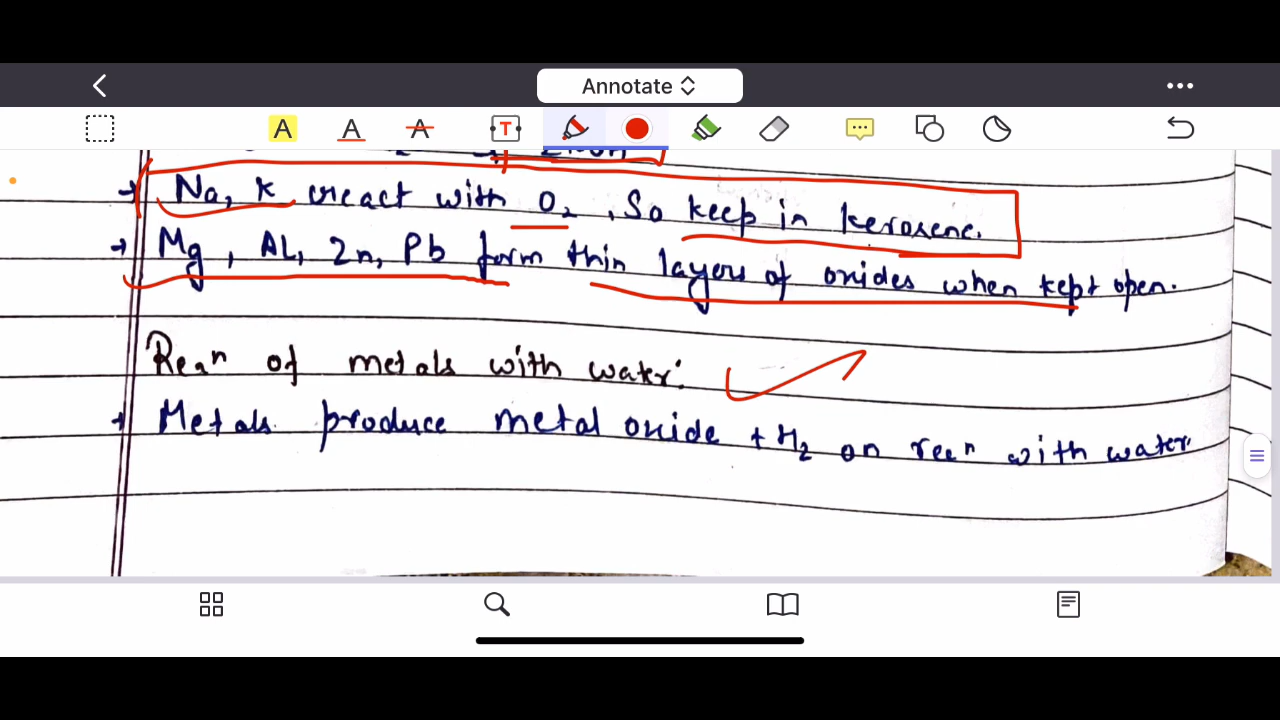 Annotate
A A A T
→ Na, K react with O2, So keep in kerosene.
→ Mg, AL, Zn, Pb form thin layers of oxides when kept open.
Reaⁿ of metals with water:
→ Metals produce metal oxide + H2 on reaⁿ with water.